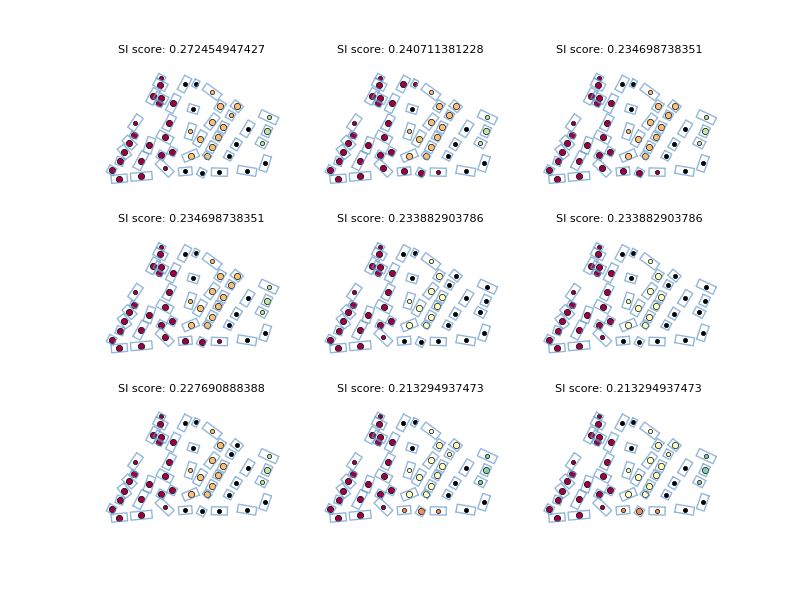 SI score: 0.272454947427
SI score: 0.240711381228
SI score: 0.234698738351
SI score: 0.234698738351
SI score: 0.233882903786
SI score: 0.233882903786
SI score: 0.227690888388
SI score: 0.213294937473
SI score: 0.213294937473